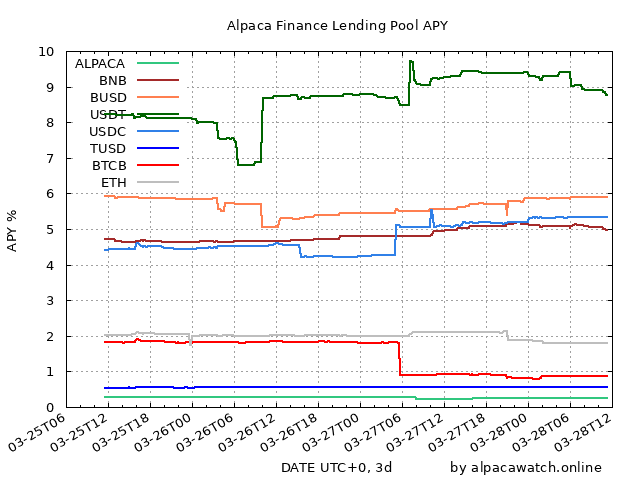 Alpaca Finance Lending Pool APY
ALPACA
BNB
BUSD
USDT
USDC
TUSD
BTCB
ETH
APY %
10
9
8
7
6
5
4
3
2
1
0
03-25T06
03-25T12
03-25T18
03-26T00
03-26T06
03-26T12
03-26T18
03-27T00
03-27T06
03-27T12
03-27T18
03-28T00
03-28T06
03-28T12
DATE UTC+0, 3d
by alpacawatch.online